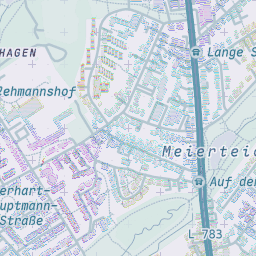 HAGEN
Lange S
Rehmannshof
Meierteic
Auf der
erhart-
uptmann-
Straße
L 783